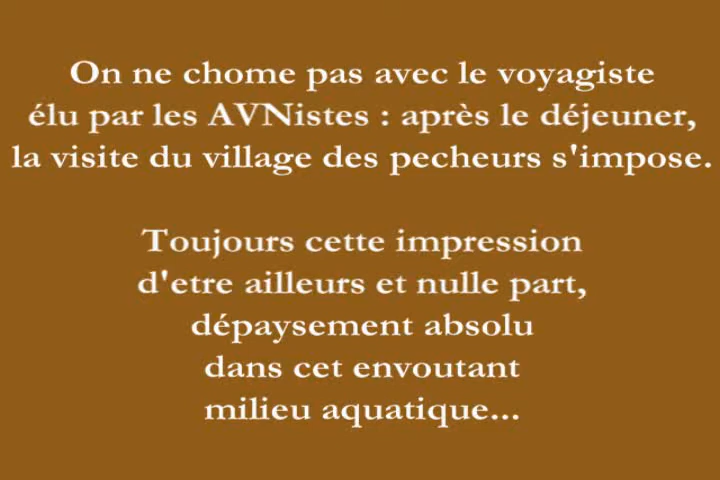 On ne chome pas avec le voyagiste
élu par les AVNistes : après le déjeuner,
la visite du village des pecheurs s'impose.
Toujours cette impression
d'etre ailleurs et nulle part,
dépaysement absolu
dans cet envoutant
milieu aquatique...